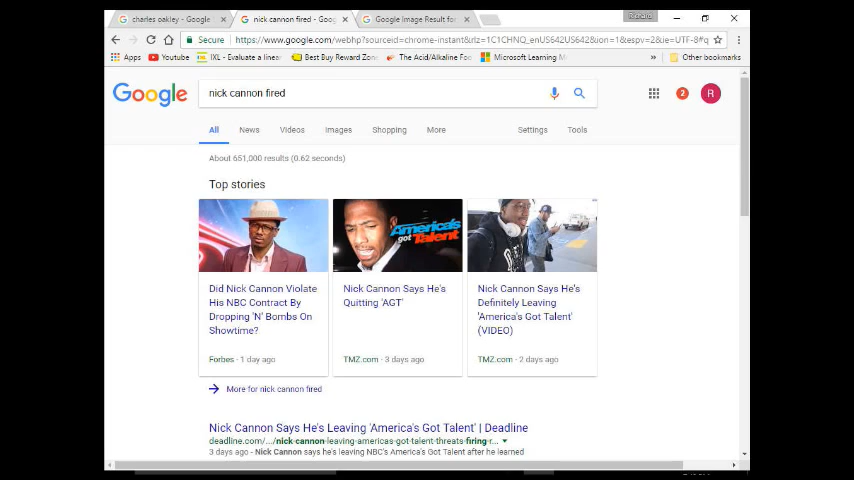 charles oakley - Google
nick cannon fired - Goog
Google Image Result for
Secure
https://www.google.com/webhp?sourceid=chrome-instant&rlz=1C1CHNQ_enUS642US642&ion=1&espv=2&ie=UTF-8#q
Apps
Youtube
IXL - Evaluate a linear
Best Buy Reward Zone
The Acid/Alkaline Foo
Microsoft Learning M
»
Other bookmarks
Google
nick cannon fired
2
R
All
News
Videos
Images
Shopping
More
Settings
Tools
About 651,000 results (0.62 seconds)
Top stories
America's
got Talent
Did Nick Cannon Violate
His NBC Contract By
Dropping 'N' Bombs On
Showtime?
Forbes - 1 day ago
Nick Cannon Says He's
Quitting 'AGT'
TMZ.com - 3 days ago
Nick Cannon Says He's
Definitely Leaving
'America's Got Talent'
(VIDEO)
TMZ.com - 2 days ago
More for nick cannon fired
Nick Cannon Says He's Leaving 'America's Got Talent' | Deadline
deadline.com/.../nick-cannon-leaving-americas-got-talent-threats-firing-r...
3 days ago - Nick Cannon says he's leaving NBC's America's Got Talent after he learned